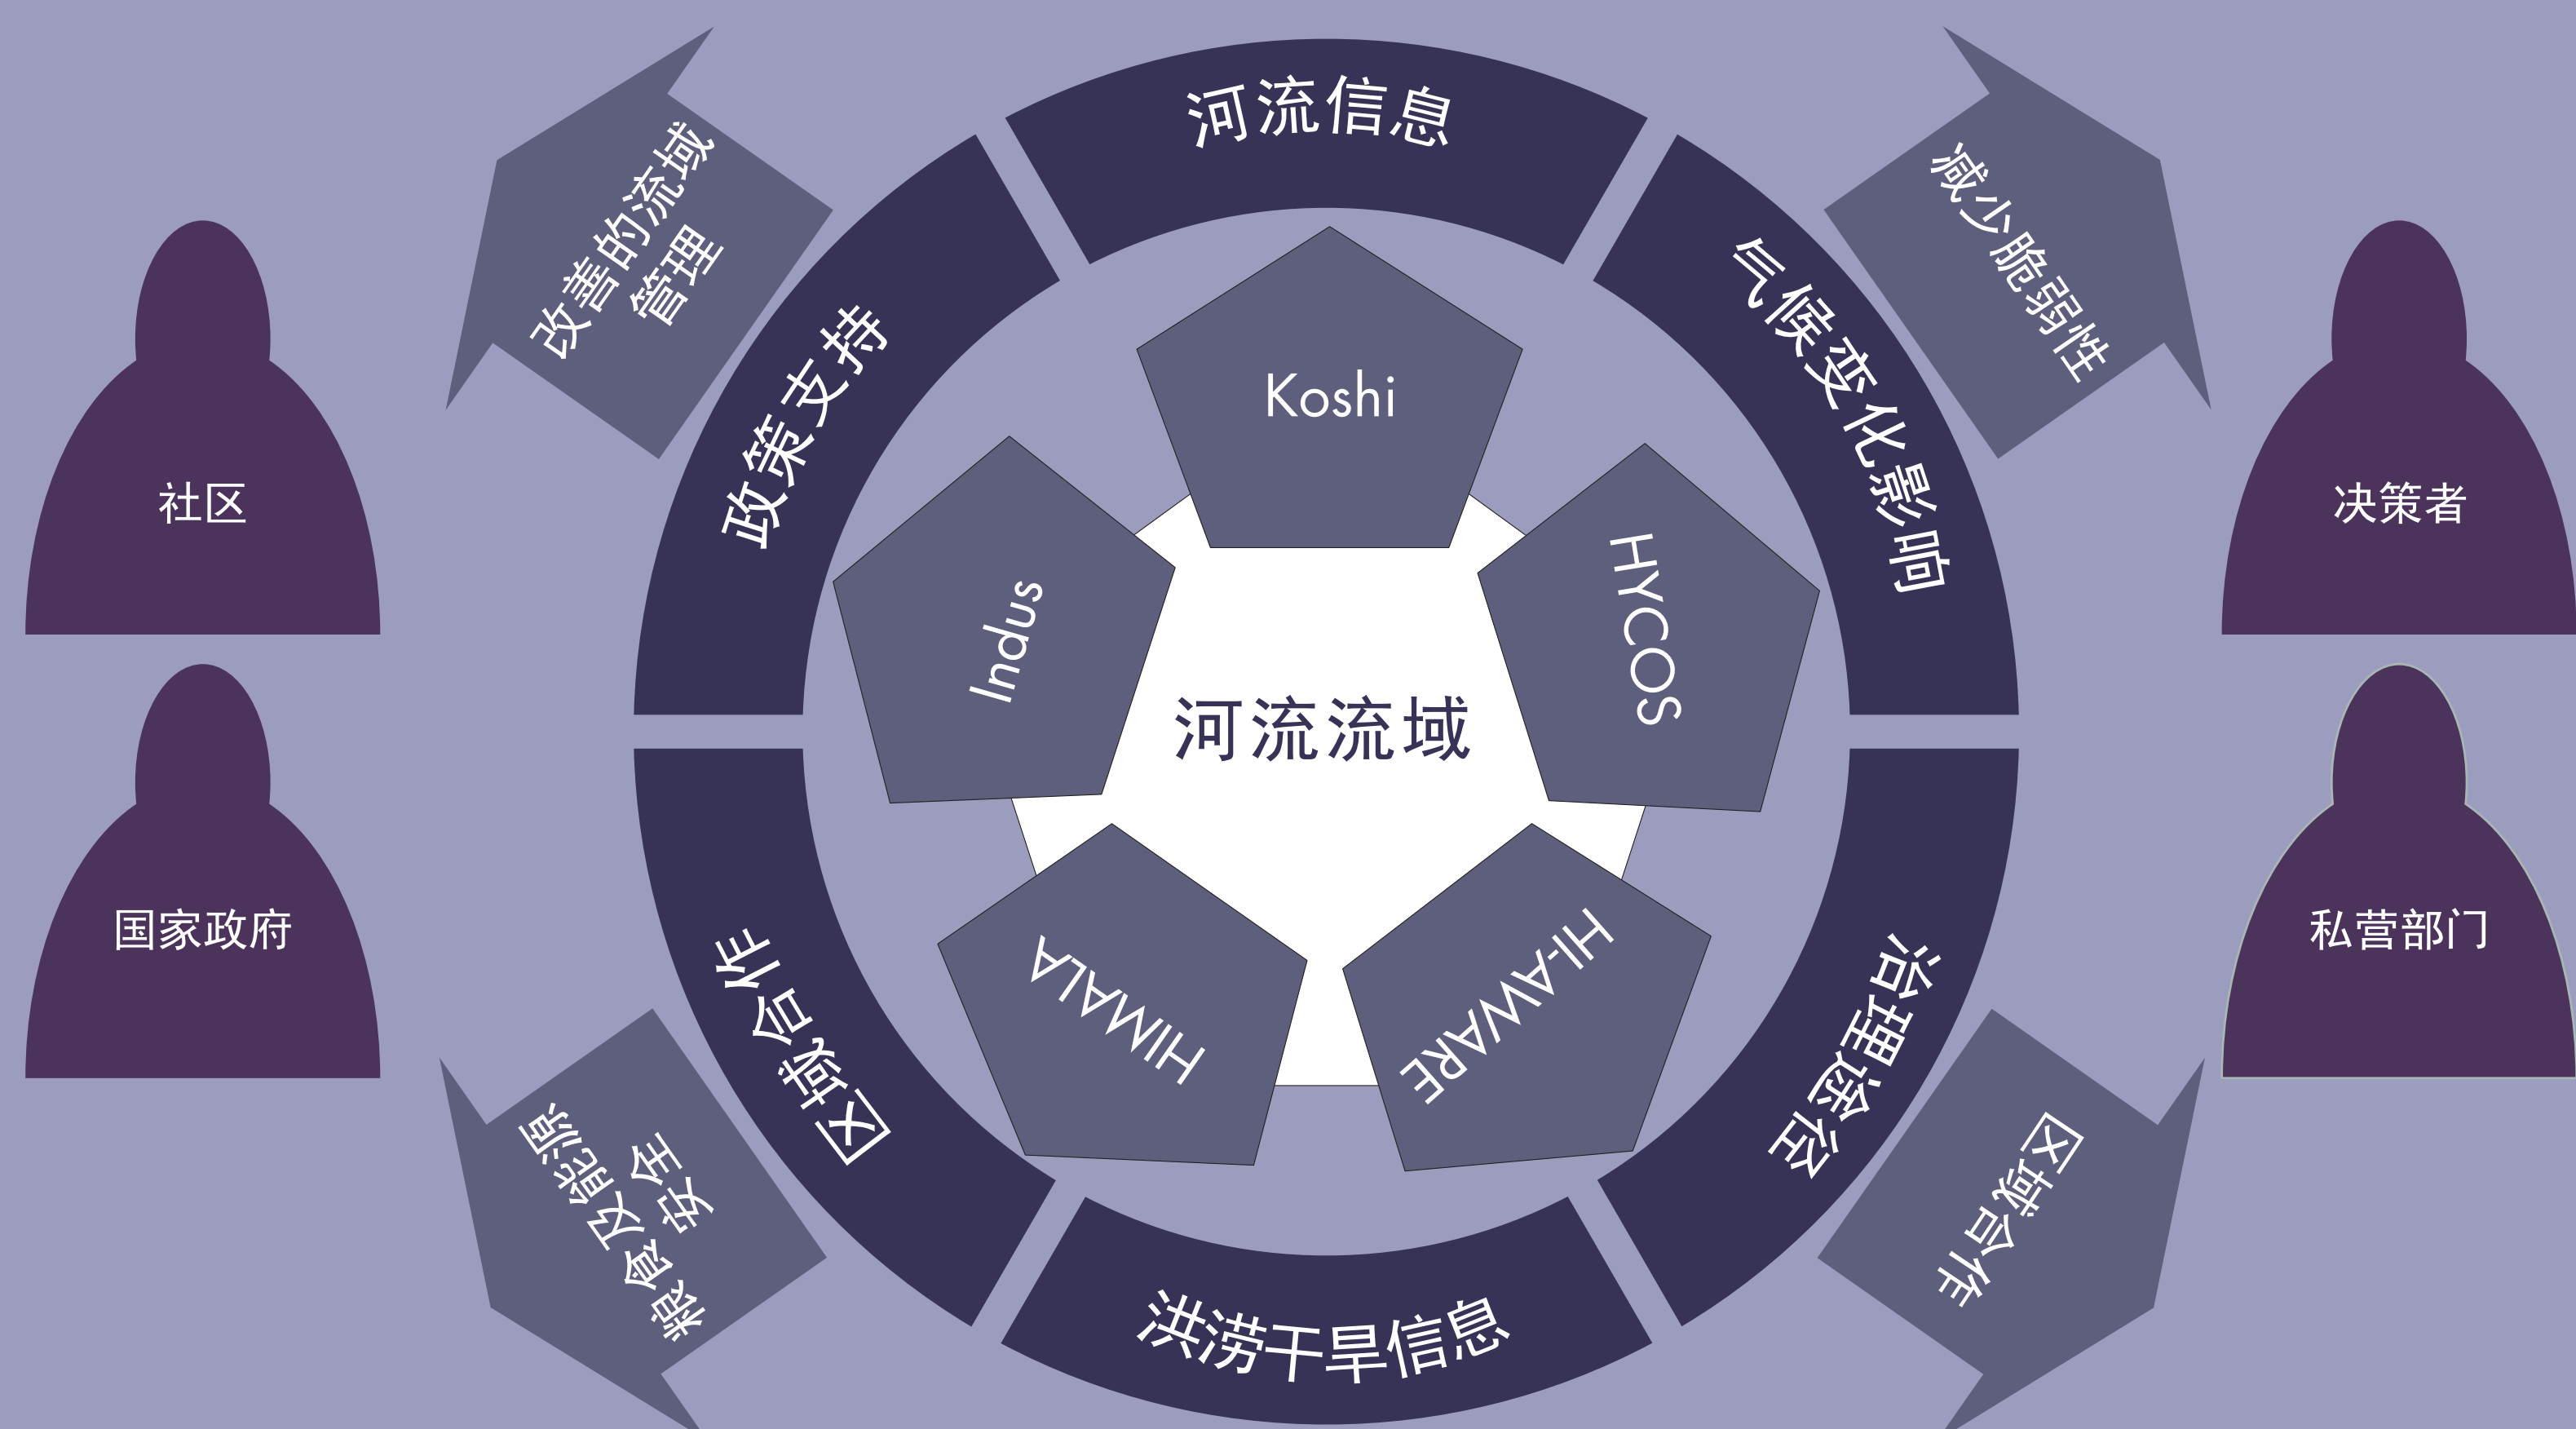 河流信息
改善的流域
管理
减少脆弱性
政策支持
气候变化影响
Koshi
社区
决策者
Indus
HYCOS
河流流域
国家政府
私营部门
HIMALA
HI-AWARE
区域合作
治理途径
粮食及能源
安全
区域合作
洪涝干旱信息